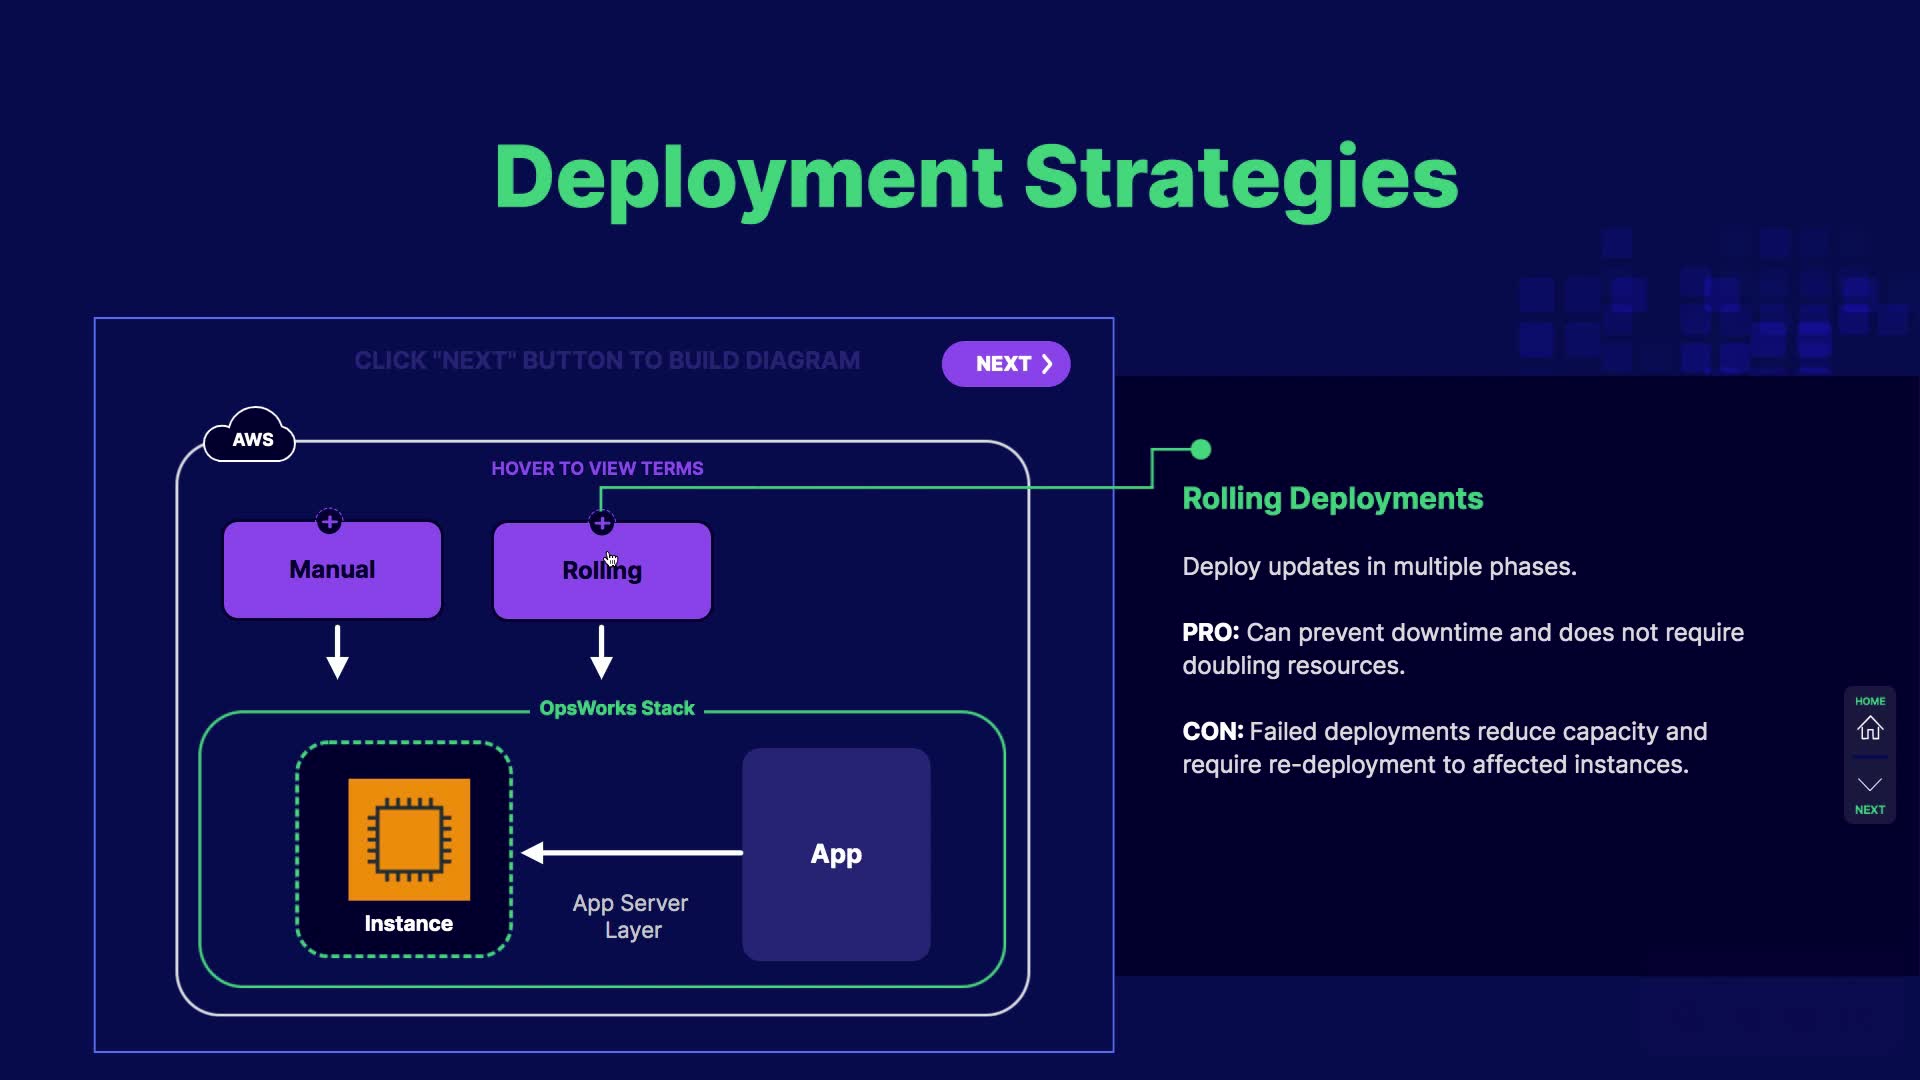 Deployment Strategies
CLICK "NEXT" BUTTON TO BUILD DIAGRAM
NEXT
AWS
HOVER TO VIEW TERMS
Manual
Rolling
OpsWorks Stack
Instance
App Server
Layer
App
Rolling Deployments
Deploy updates in multiple phases.
PRO: Can prevent downtime and does not require
doubling resources.
CON: Failed deployments reduce capacity and
require re-deployment to affected instances.
HOME
NEXT